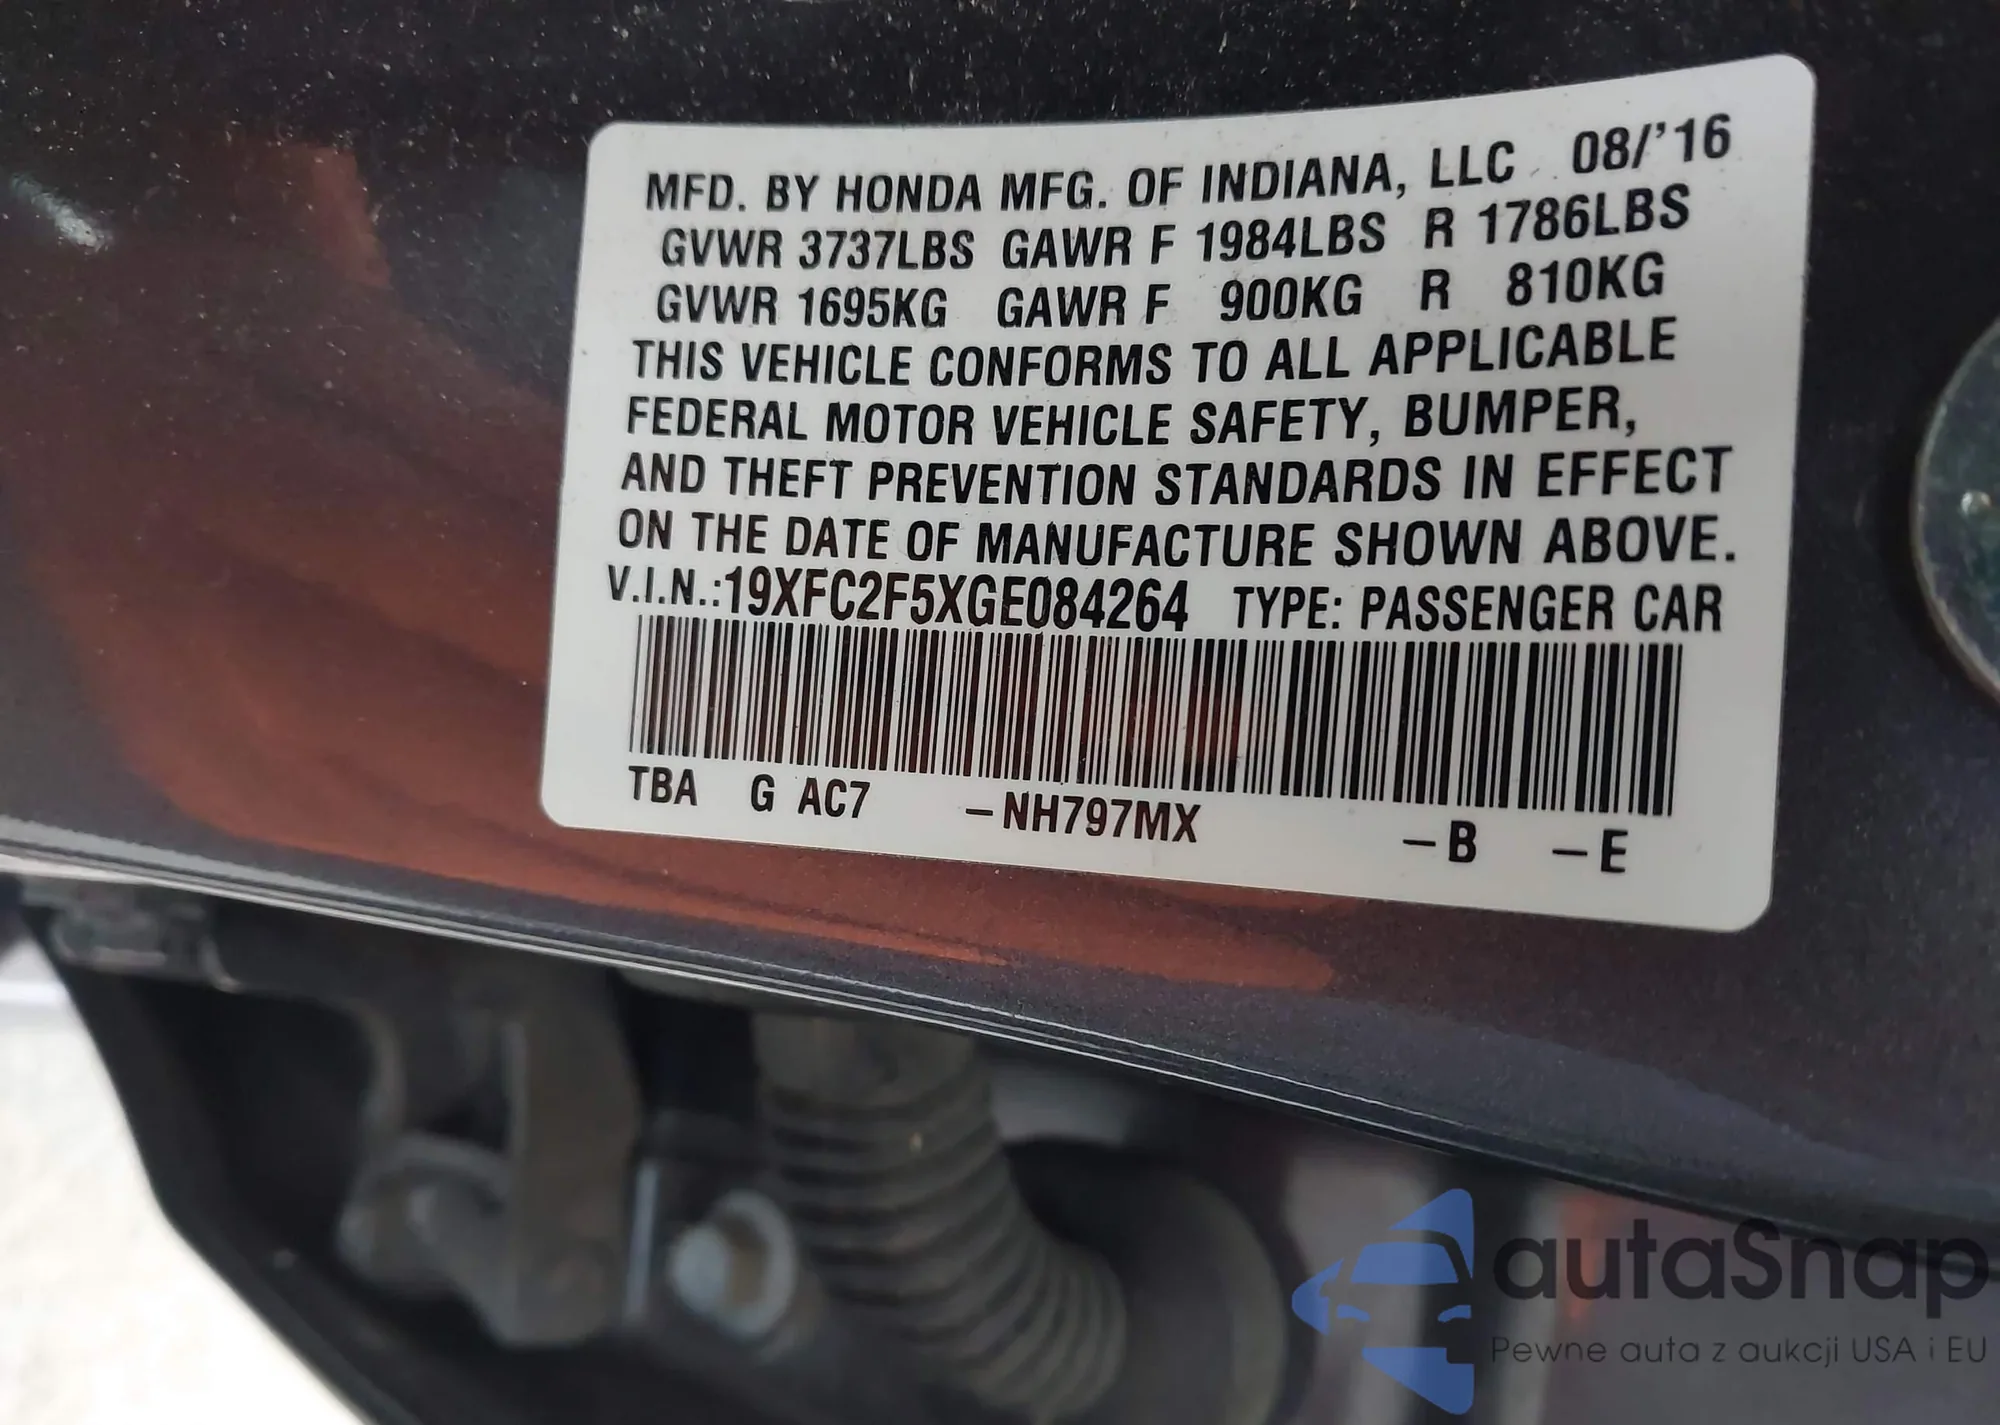 MFD. BY HONDA MFG. OF INDIANA, LLC 08/'16
GVWR 3737LBS GAWR F 1984LBS R 1786LBS
GVWR 1695KG GAWR F 900KG R 810KG
THIS VEHICLE CONFORMS TO ALL APPLICABLE
FEDERAL MOTOR VEHICLE SAFETY, BUMPER,
AND THEFT PREVENTION STANDARDS IN EFFECT
ON THE DATE OF MANUFACTURE SHOWN ABOVE.
V.I.N.:19XFC2F5XGE084264 TYPE: PASSENGER CAR
TBA G AC7 –NH797MX –B –E
autaSnap
Pewne auta z aukcji USA i EU